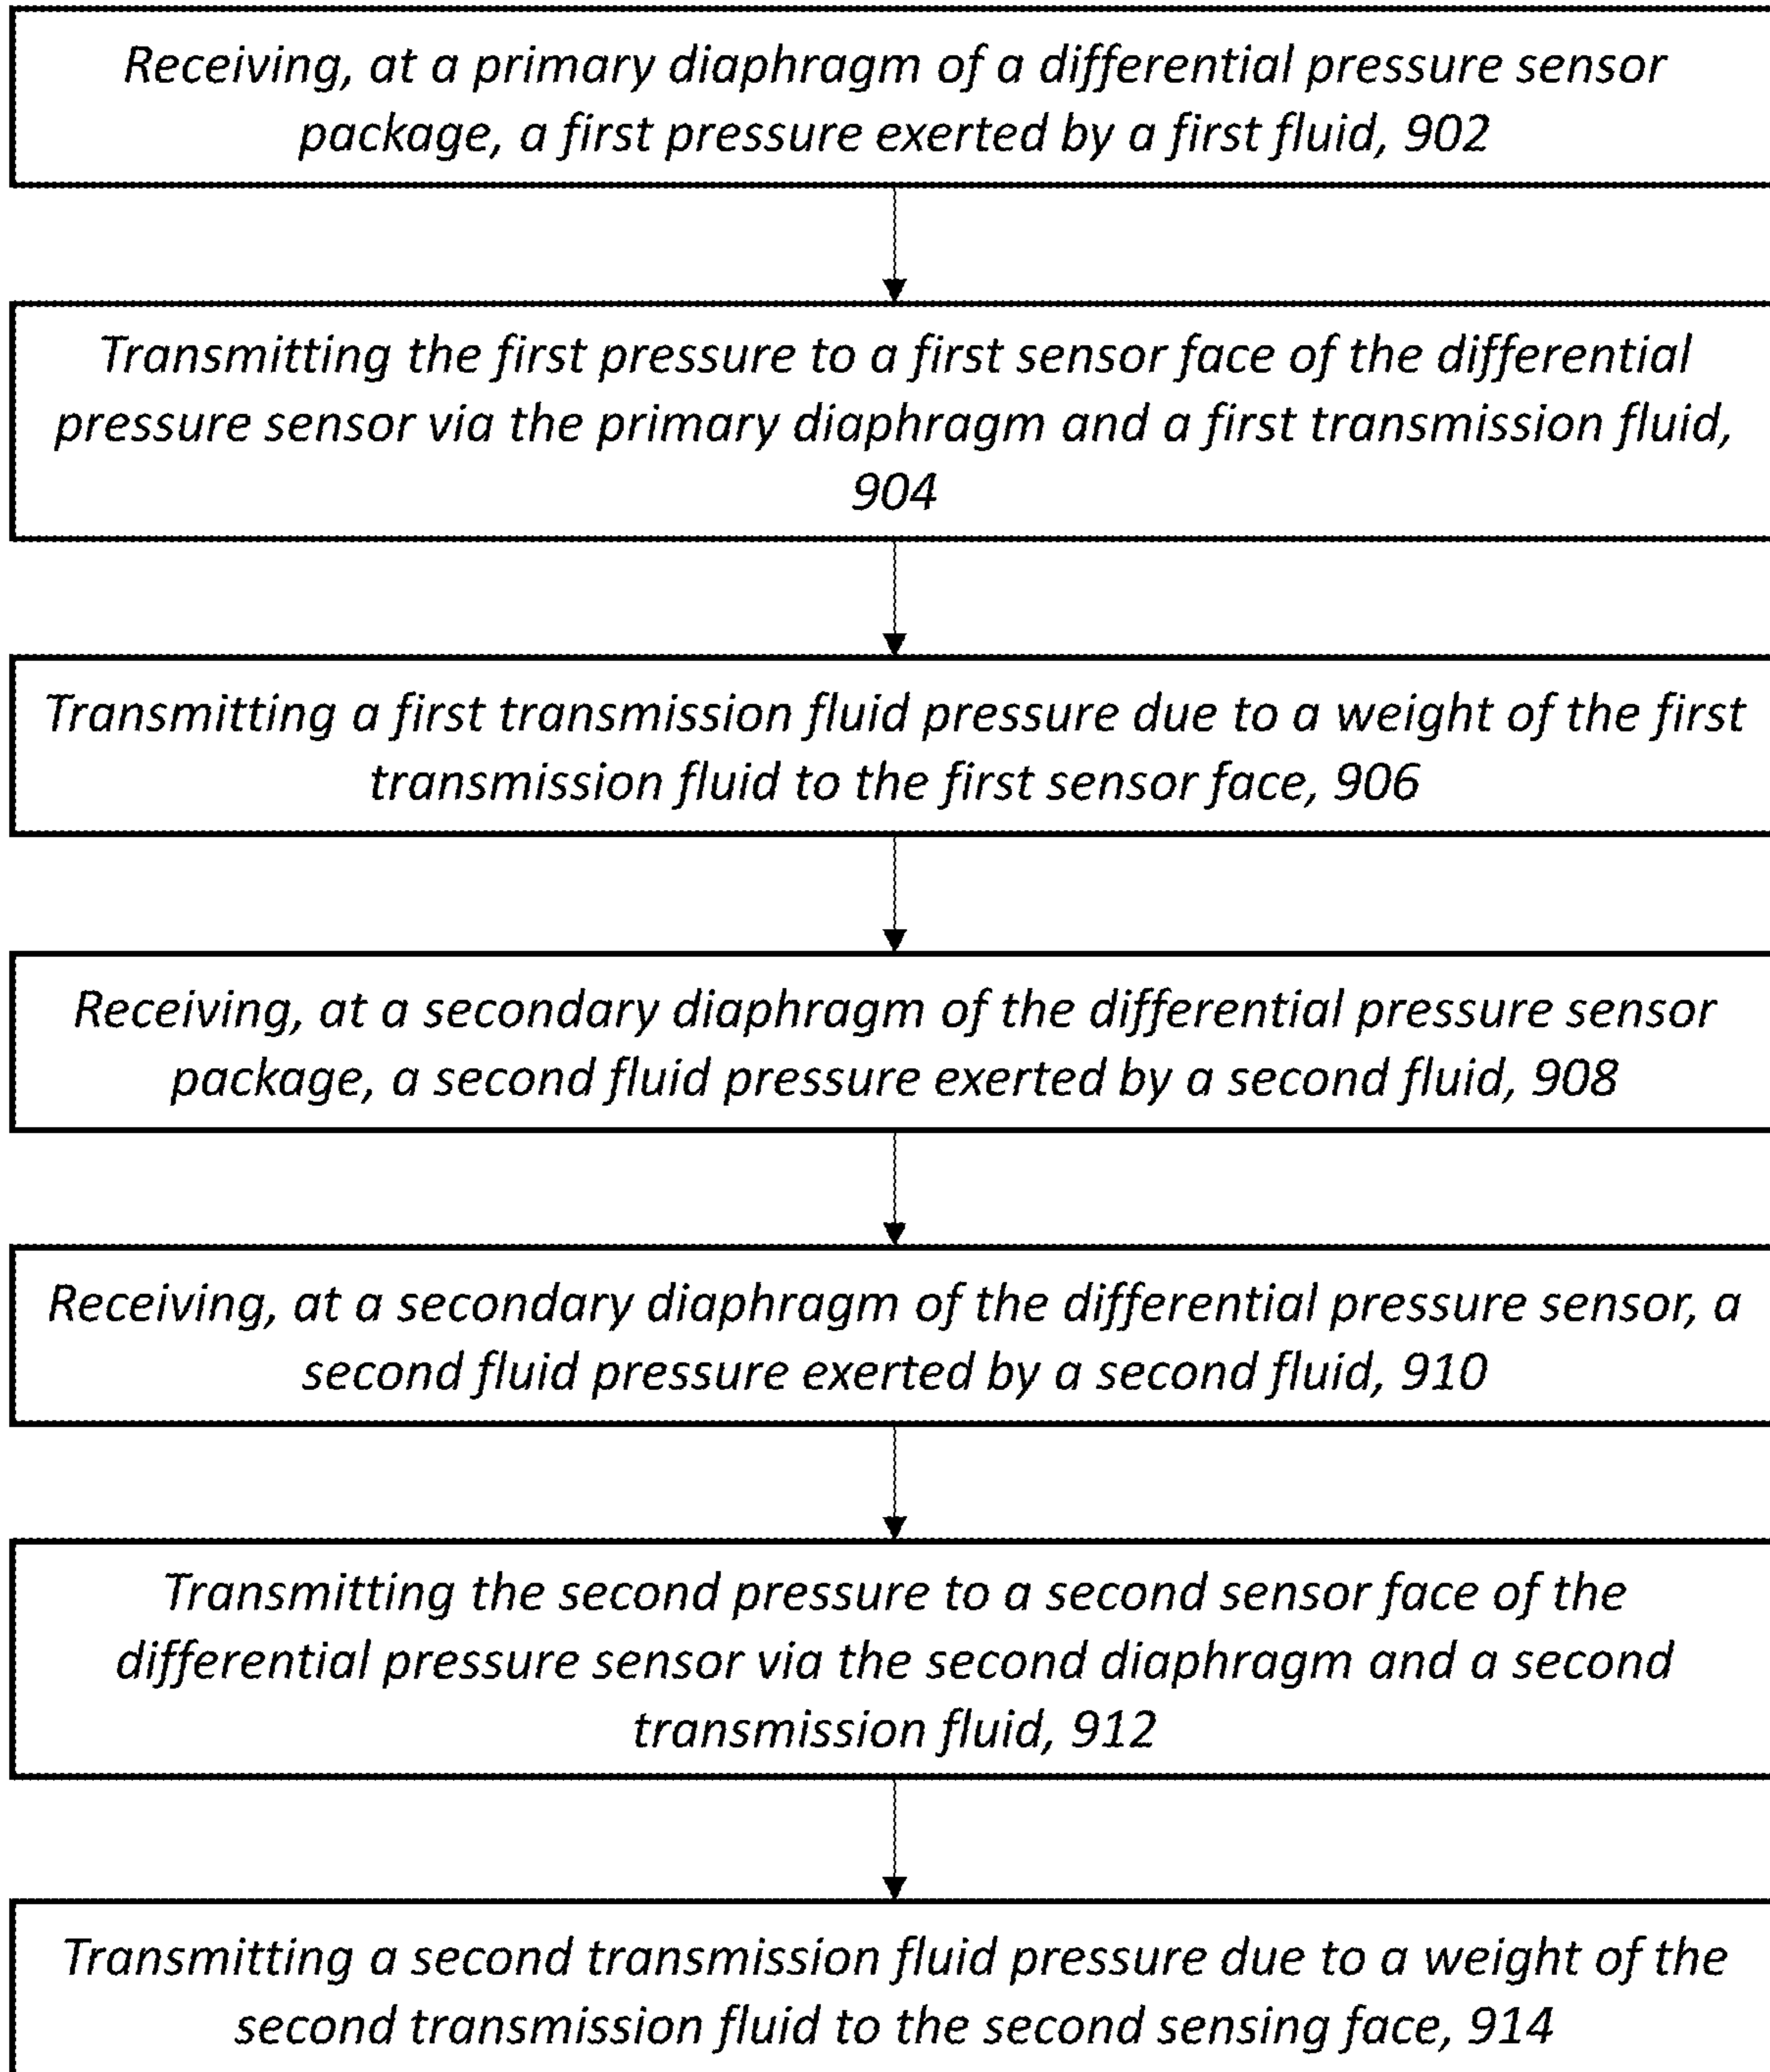 Receiving, at a primary diaphragm of a differential pressure sensor
package, a first pressure exerted by a first fluid, 902
Transmitting the first pressure to a first sensor face of the differential
pressure sensor via the primary diaphragm and a first transmission fluid,
904
Transmitting a first transmission fluid pressure due to a weight of the first
transmission fluid to the first sensor face, 906
Receiving, at a secondary diaphragm of the differential pressure sensor
package, a second fluid pressure exerted by a second fluid, 908
Receiving, at a secondary diaphragm of the differential pressure sensor, a
second fluid pressure exerted by a second fluid, 910
Transmitting the second pressure to a second sensor face of the
differential pressure sensor via the second diaphragm and a second
transmission fluid, 912
Transmitting a second transmission fluid pressure due to a weight of the
second transmission fluid to the second sensing face, 914